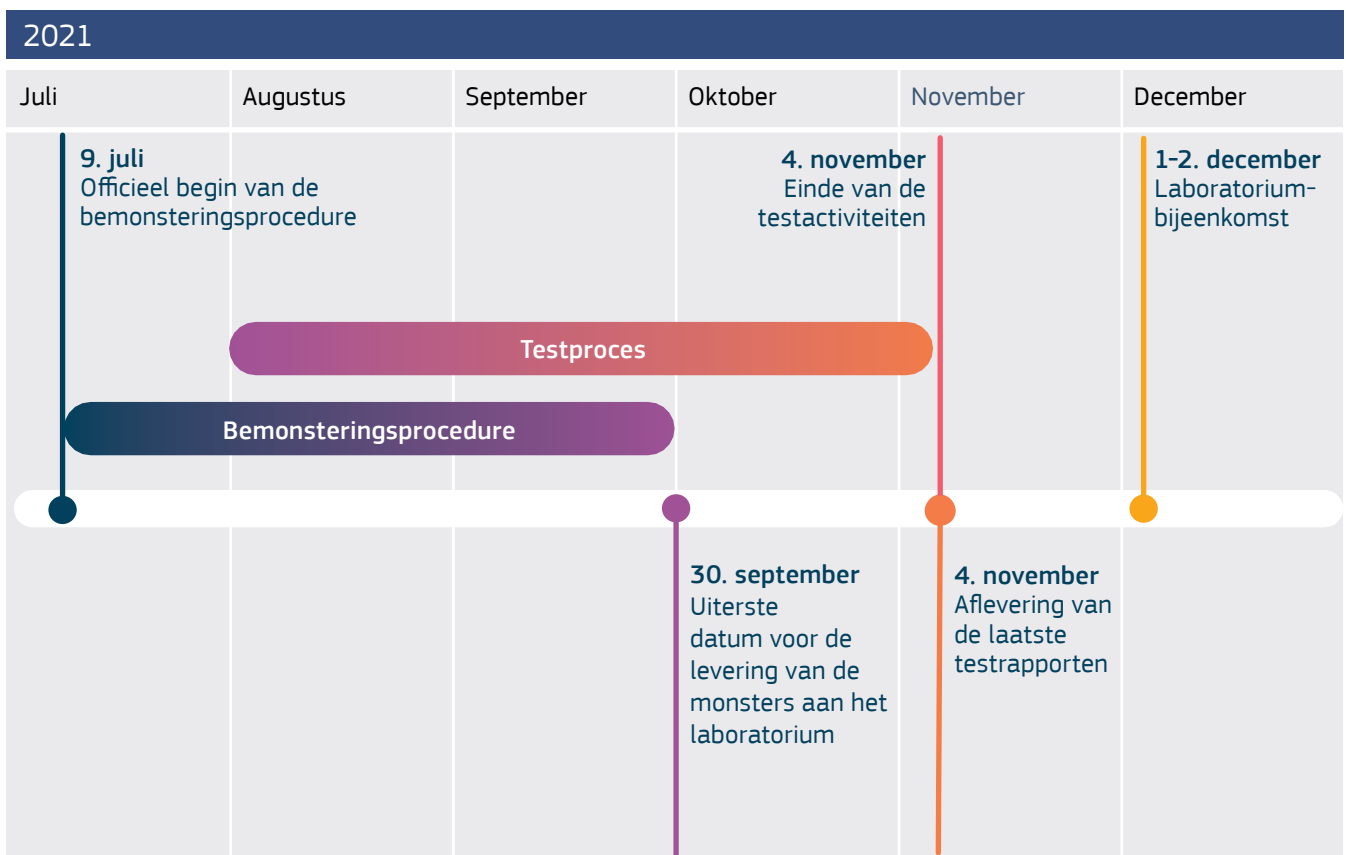 2021
Juli
Augustus
September
Oktober
November
December
9. juli
Officieel begin van de
bemonsteringsprocedure
4. november
Einde van de
testactiviteiten
1-2. december
Laboratorium-
bijeenkomst
Testproces
Bemonsteringsprocedure
30. september
Uiterste
datum voor de
levering van de
monsters aan het
laboratorium
4. november
Aflevering van
de laatste
testrapporten